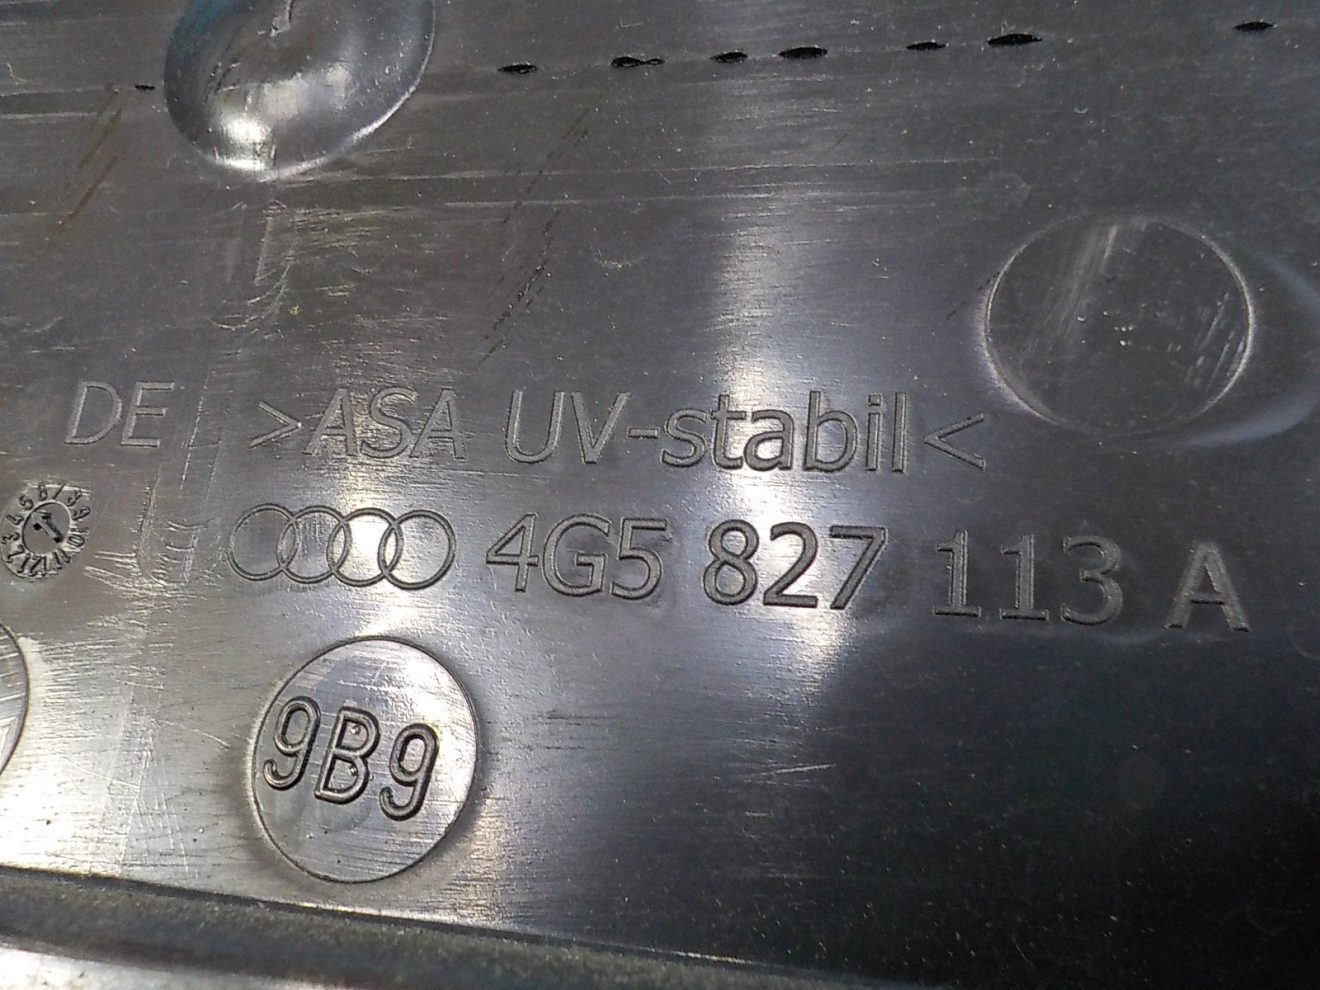 DE >ASA UV-stabil<
4G5 827 113 A
9B9